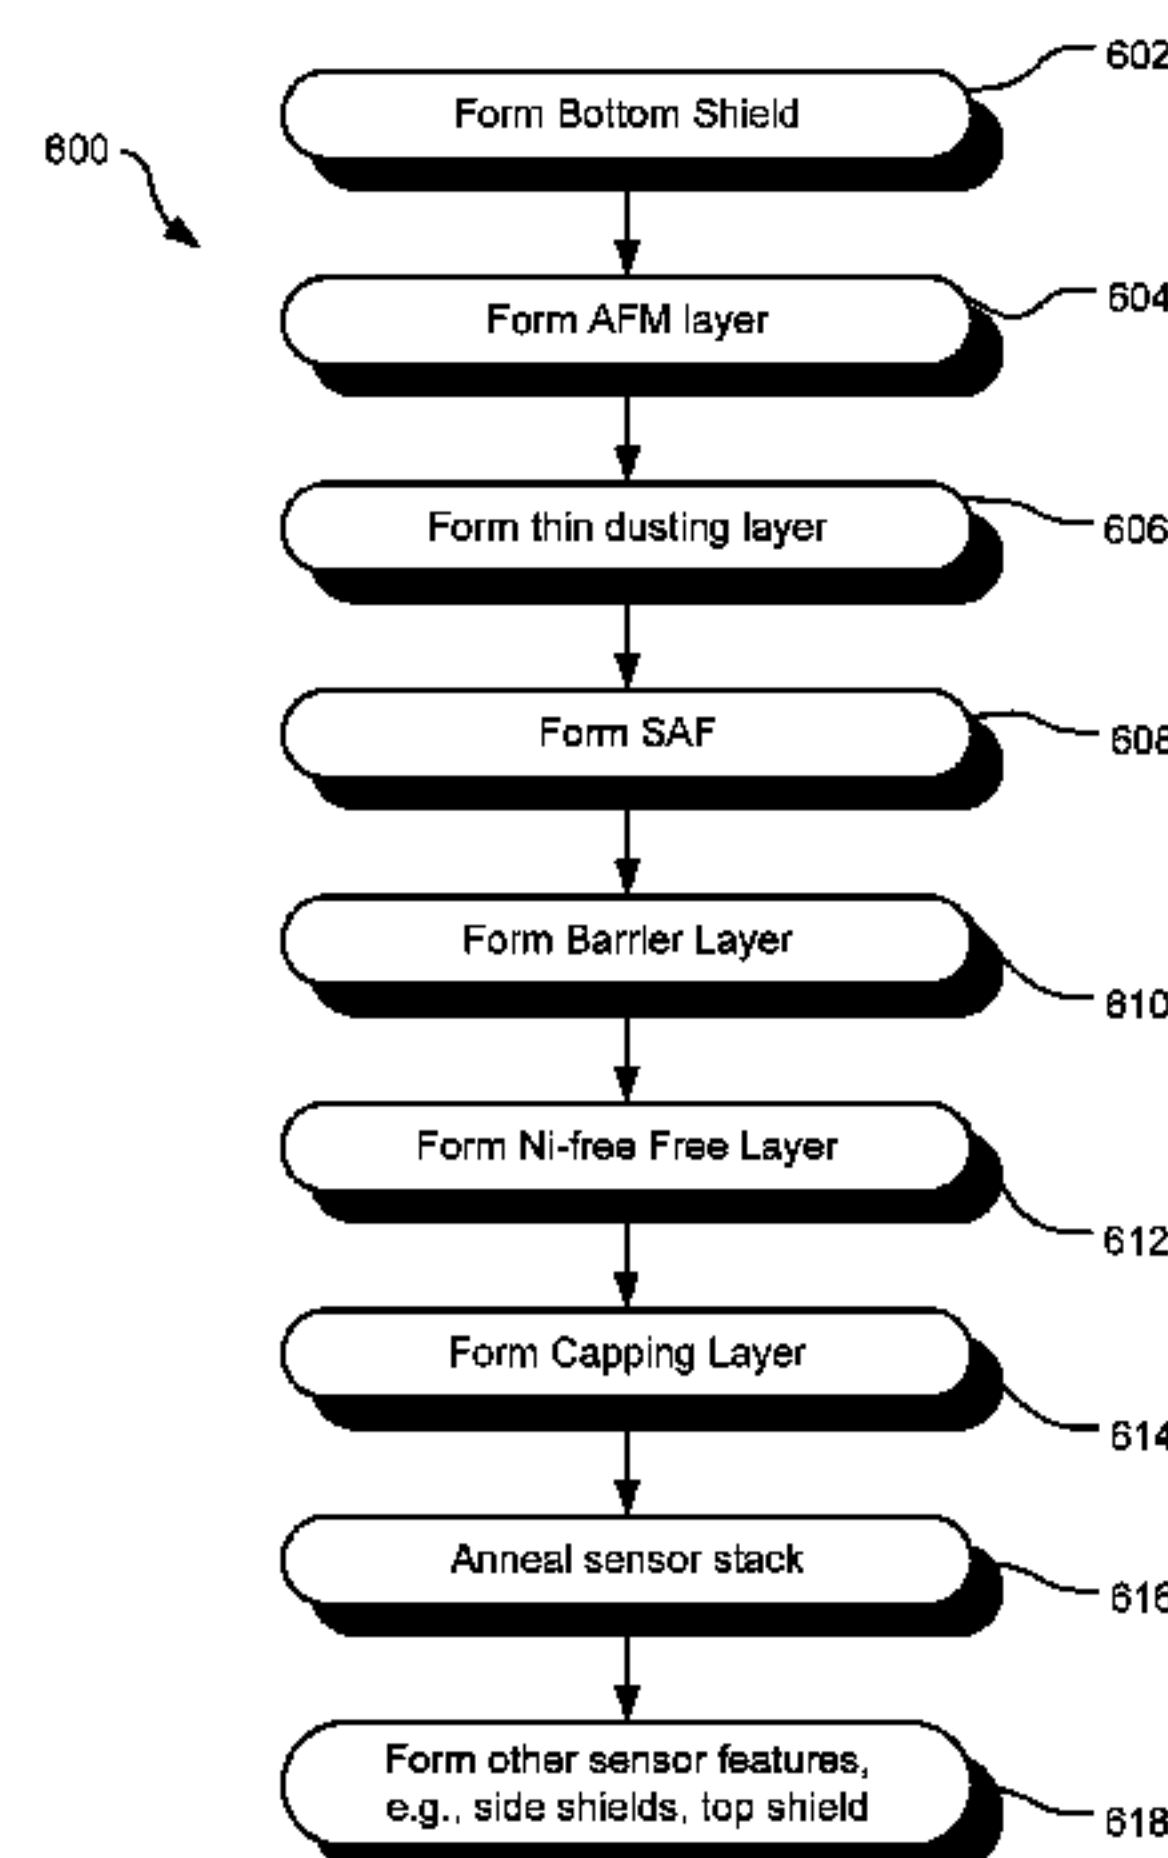 602
Form Bottom Shield
600
604
Form AFM layer
606
Form thin dusting layer
608
Form SAF
610
Form Barrier Layer
612
Form Ni-free Free Layer
614
Form Capping Layer
616
Anneal sensor stack
618
Form other sensor features,
e.g., side shields, top shield